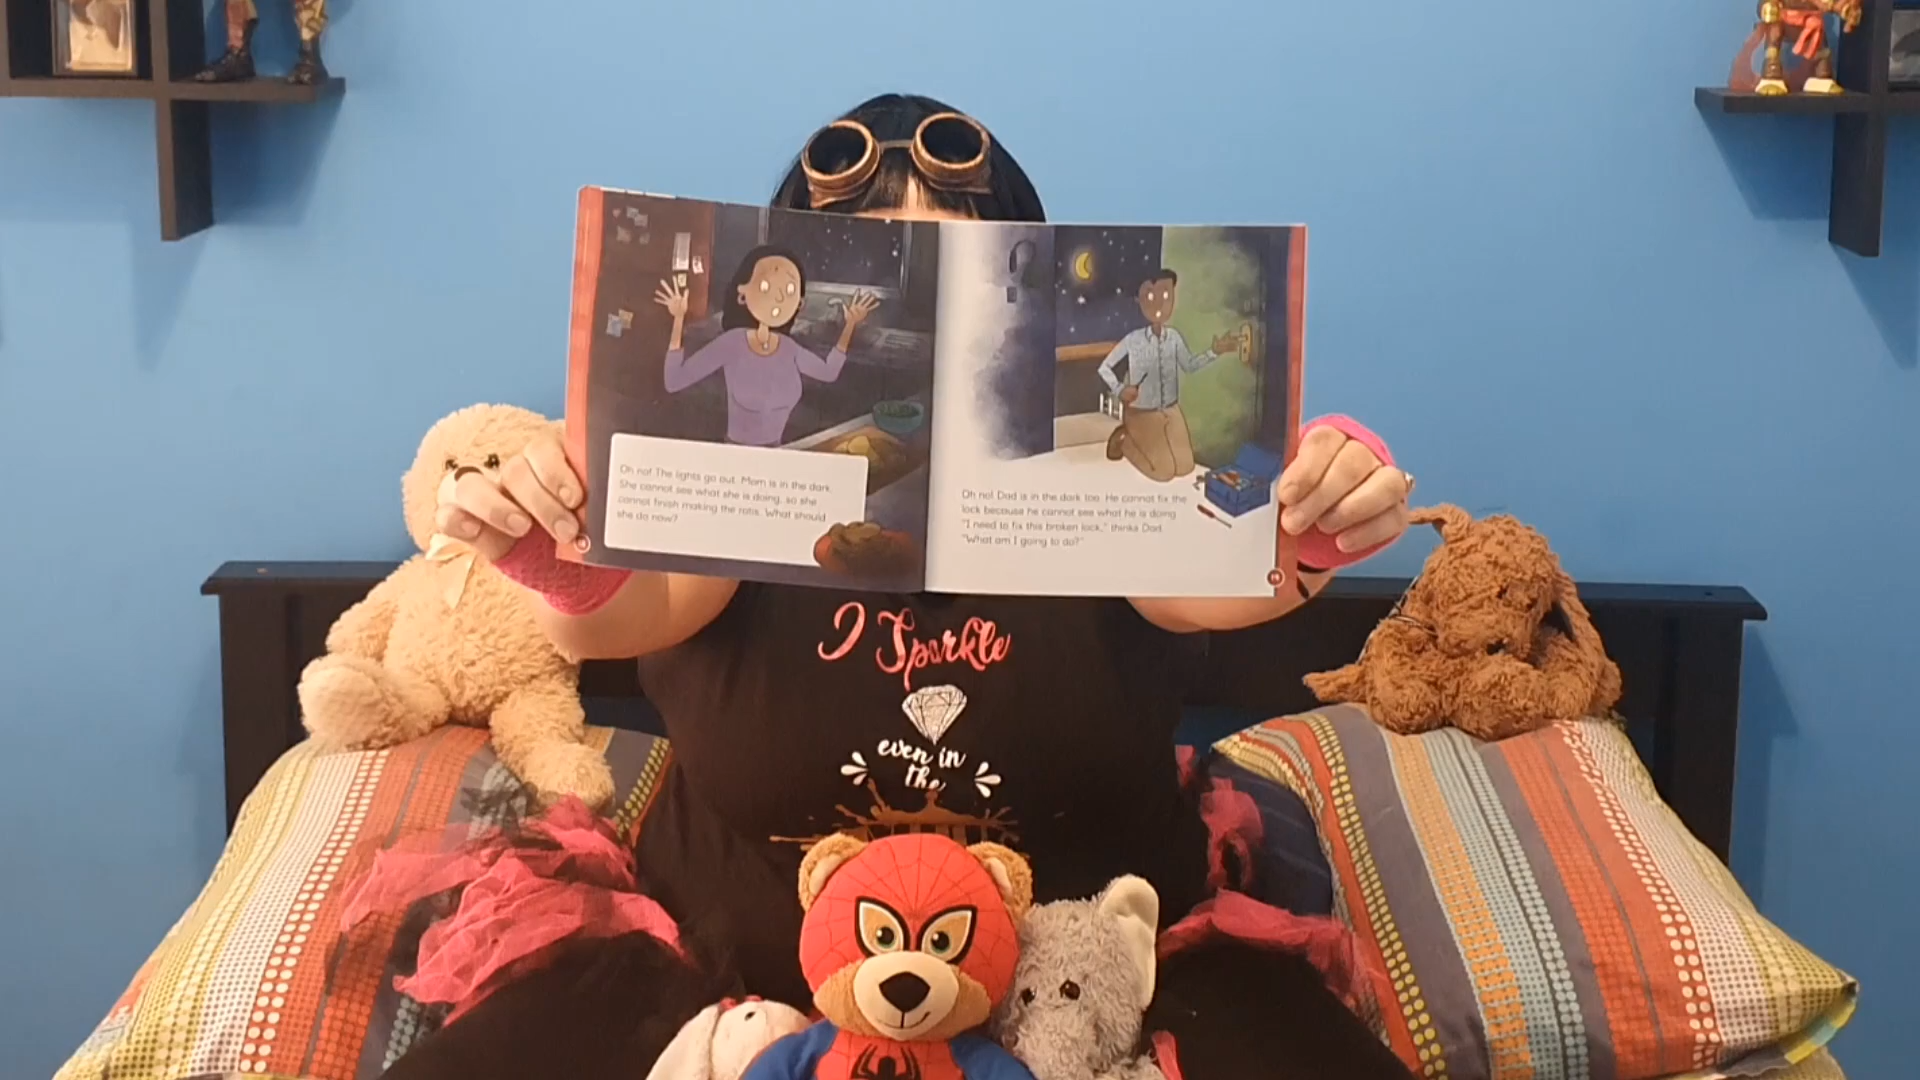 Oh no! The lights go out. Mom is in the dark.
She cannot see what she is doing, so she
cannot finish making the rotis. What should
she do now?
Oh no! Dad is in the dark too. He cannot fix the
lock because he cannot see what he is doing.
"I need to fix this broken lock," thinks Dad.
"What am I going to do?"
I Sparkle
even in
the